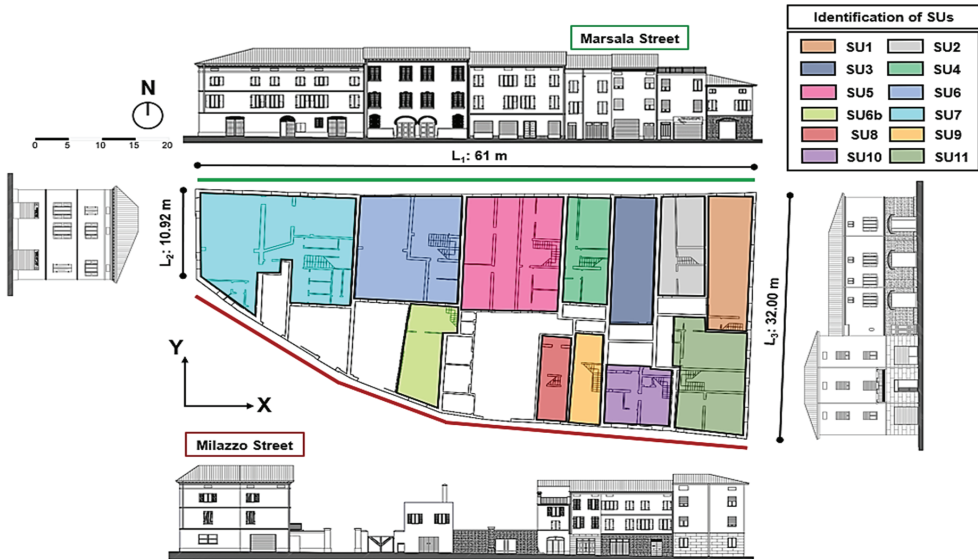 Marsala Street
Identification of SUs
SU1
SU2
SU3
SU4
SU5
SU6
SU6b
SU7
SU8
SU9
SU10
SU11
N
0 5 10 15 20
L₁: 61 m
L₂: 10.92 m
L₃: 32.00 m
Y
X
Milazzo Street